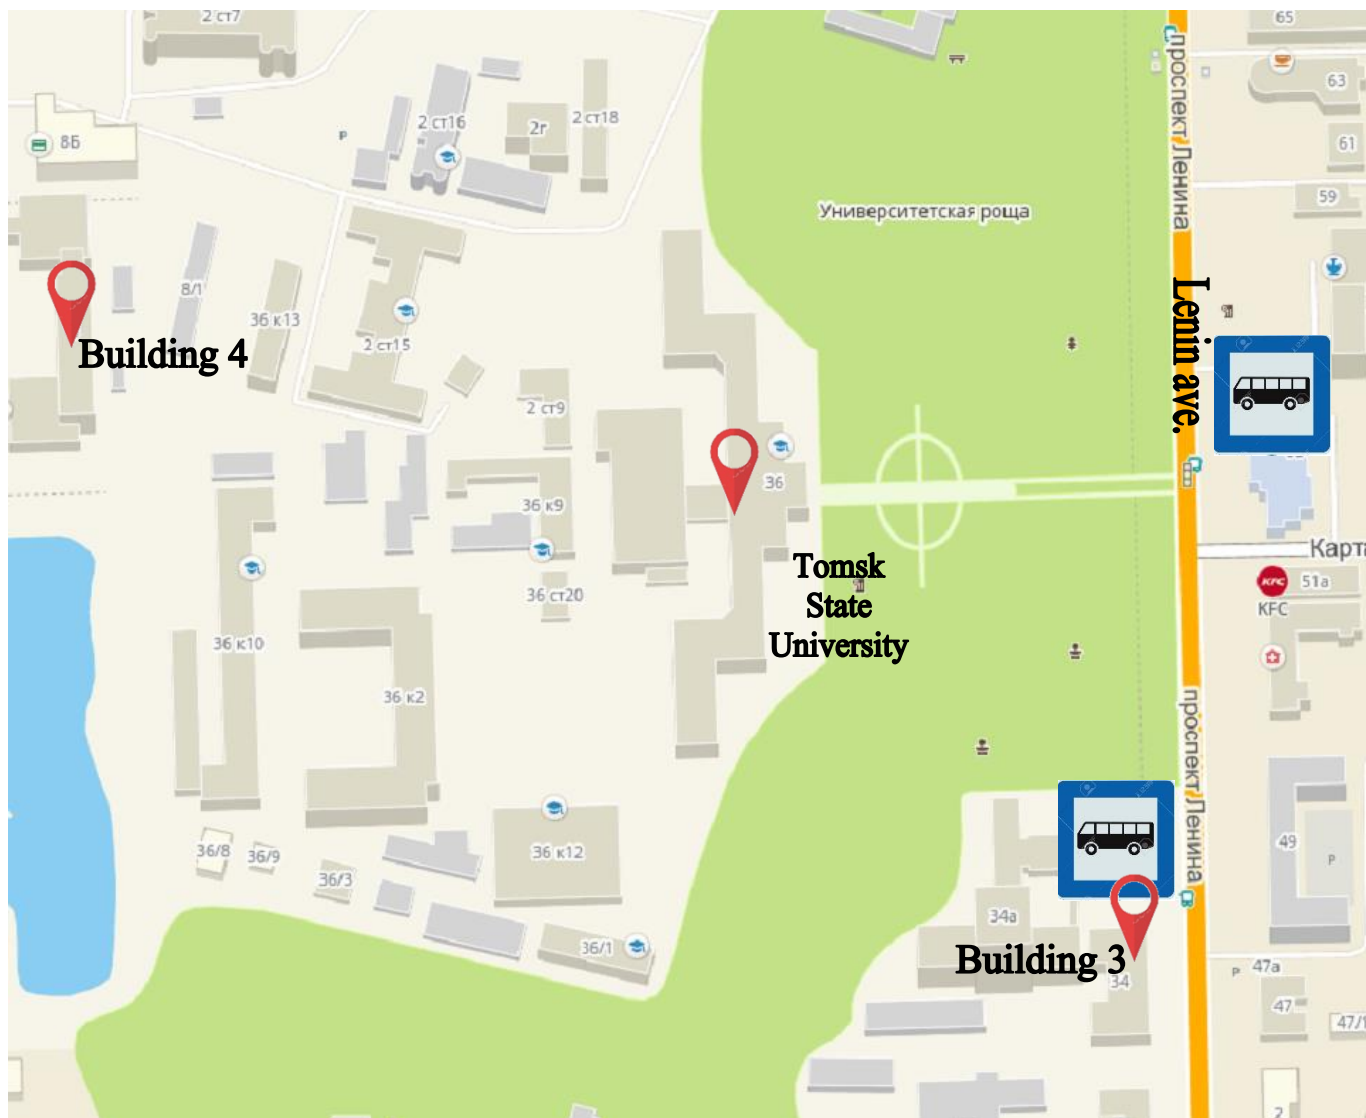 2 ст7
65
проспект Ленина
63
8Б
2 ст16
2г
2 ст18
61
Университетская роща
59
8/1
36 к13
2 ст15
Lenin ave.
Building 4
2 ст9
36
36 к9
Карта
Tomsk
State
University
36 ст20
51а
KFC
KFC
36 к10
36 к2
проспект Ленина
36/8
36/9
36/3
36 к12
49
P
34а
36/1
Building 3
34
P
47а
47
47/1
2
P